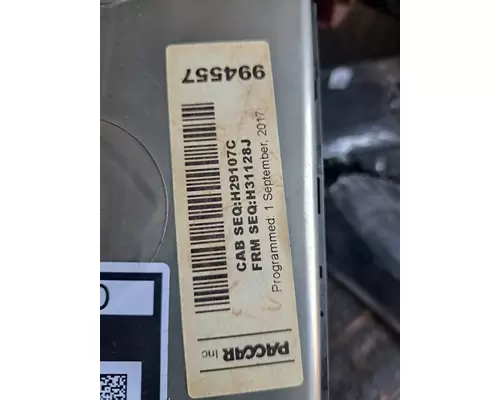 PACCAR Inc
994557
CAB SEQ:H29107C
FRM SEQ:H31128J
Programmed: 1 September, 2017